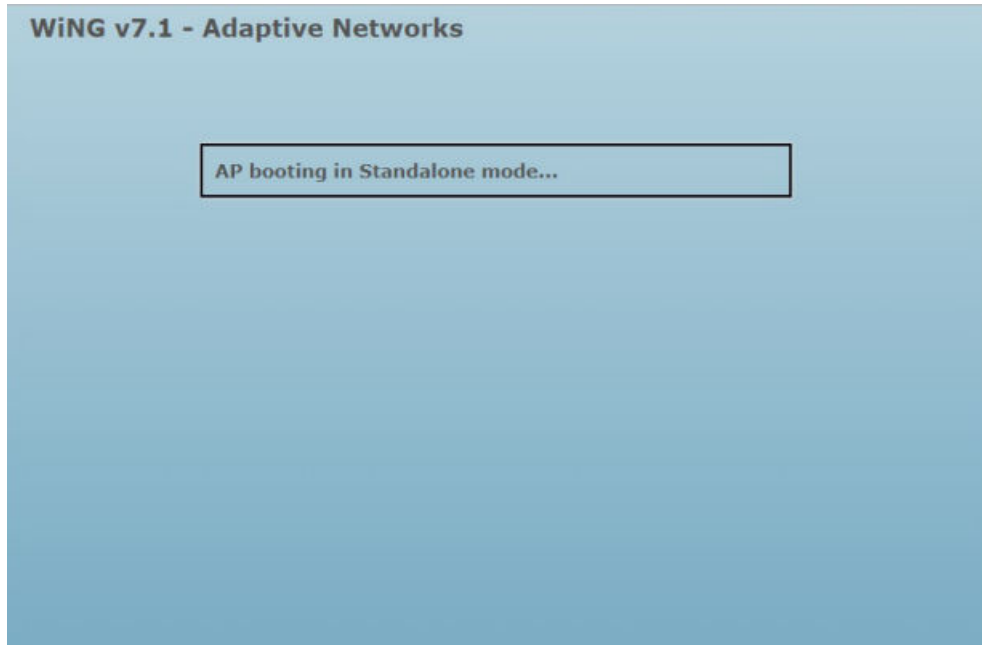 WiNG v7.1 - Adaptive Networks
AP booting in Standalone mode...